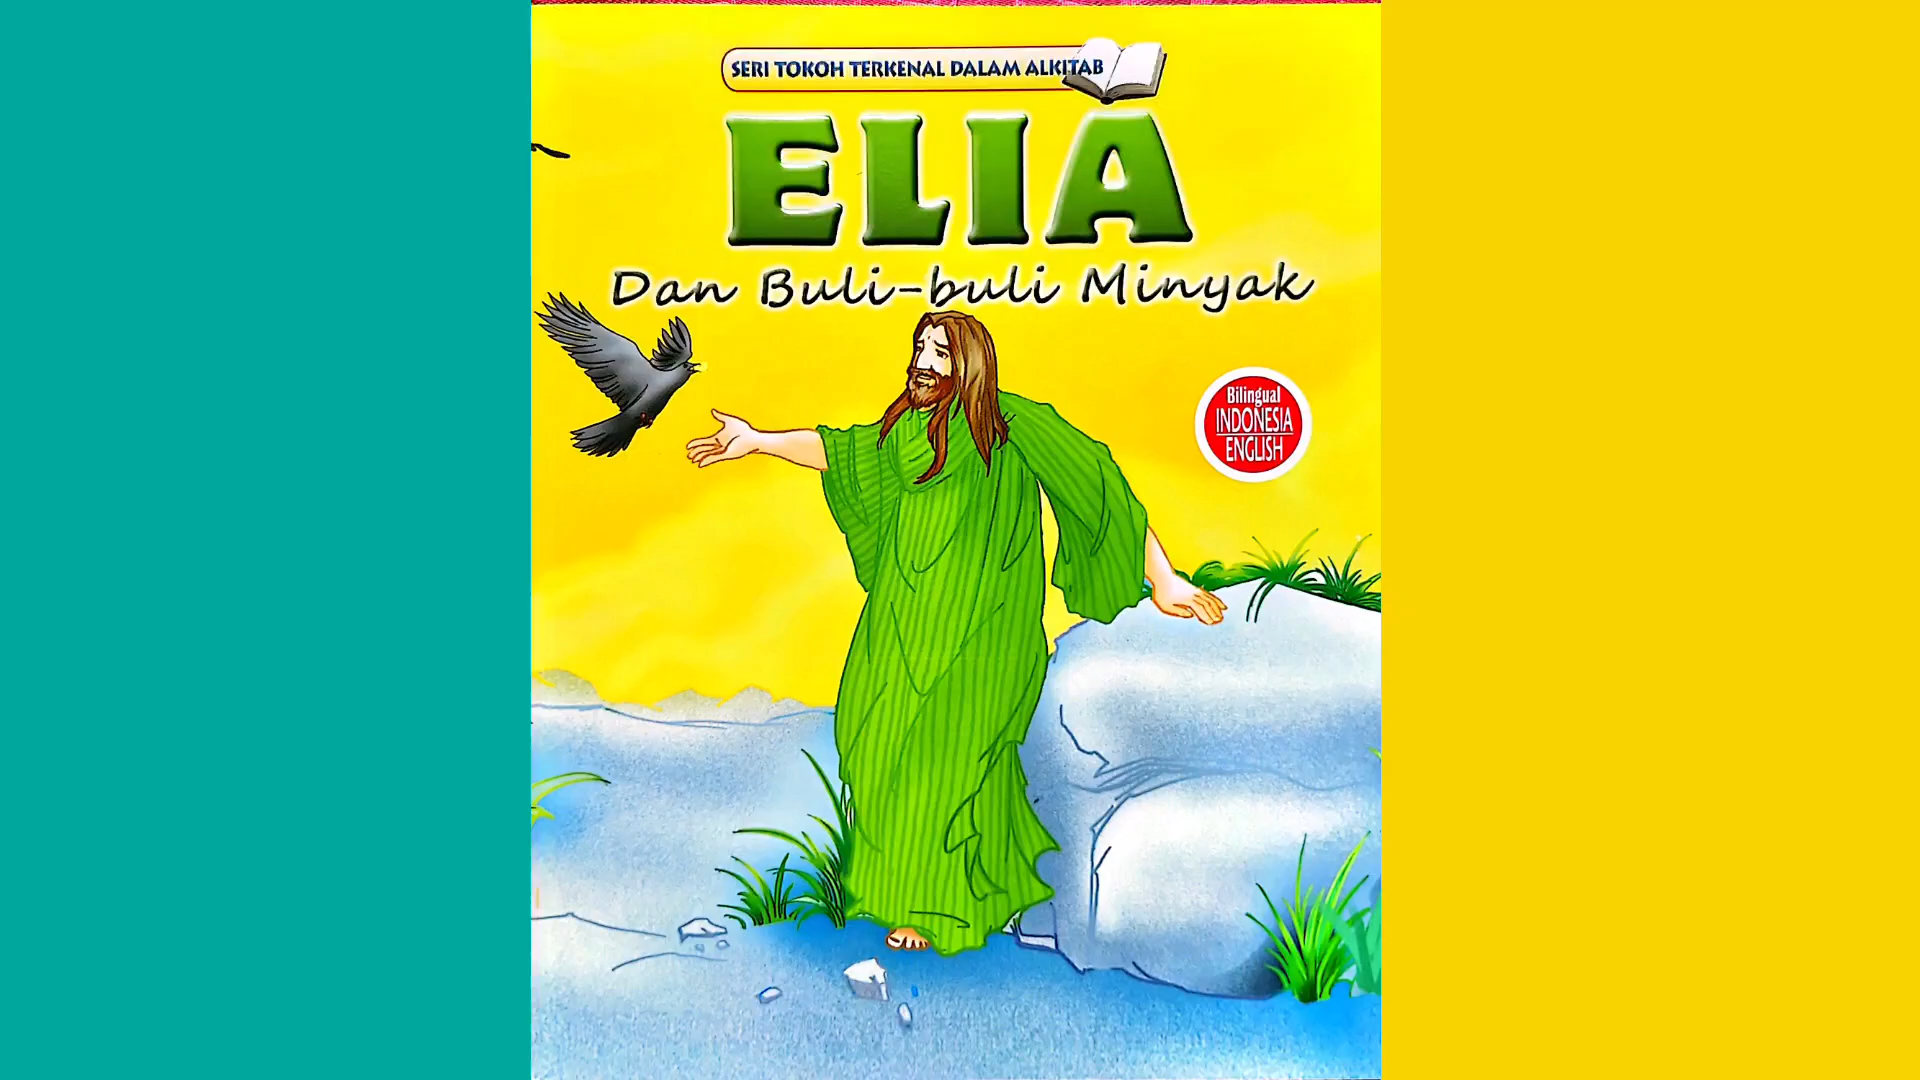 SERI TOKOH TERKENAL DALAM ALKITAB
ELIA
Dan Buli-buli Minyak
Bilingual
INDONESIA
ENGLISH